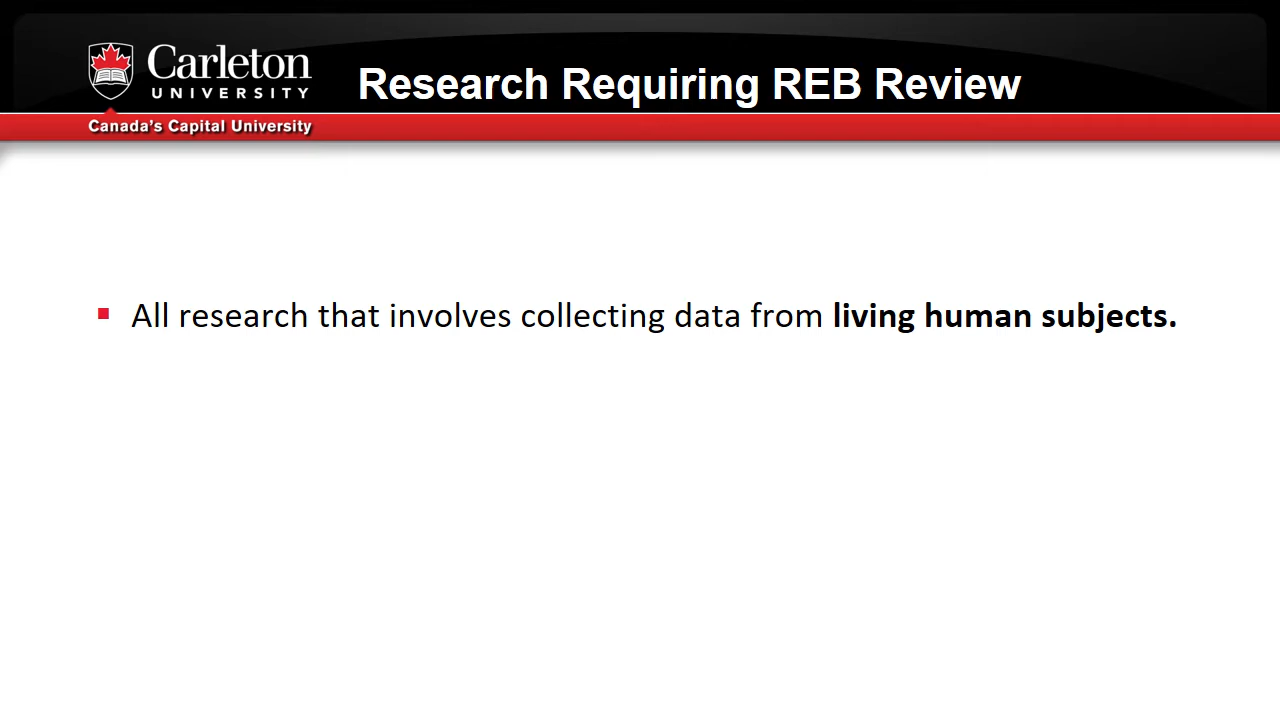 Carleton
UNIVERSITY
Canada's Capital University
Research Requiring REB Review
All research that involves collecting data from living human subjects.